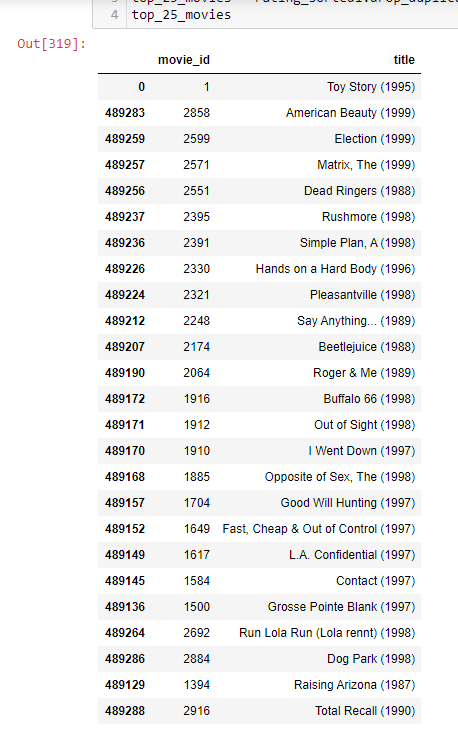 4 top_25_movies
Out[319]:
movie_id title
0 1 Toy Story (1995)
489283 2858 American Beauty (1999)
489259 2599 Election (1999)
489257 2571 Matrix, The (1999)
489256 2551 Dead Ringers (1988)
489237 2395 Rushmore (1998)
489236 2391 Simple Plan, A (1998)
489226 2330 Hands on a Hard Body (1996)
489224 2321 Pleasantville (1998)
489212 2248 Say Anything... (1989)
489207 2174 Beetlejuice (1988)
489190 2064 Roger & Me (1989)
489172 1916 Buffalo 66 (1998)
489171 1912 Out of Sight (1998)
489170 1910 I Went Down (1997)
489168 1885 Opposite of Sex, The (1998)
489157 1704 Good Will Hunting (1997)
489152 1649 Fast, Cheap & Out of Control (1997)
489149 1617 L.A. Confidential (1997)
489145 1584 Contact (1997)
489136 1500 Grosse Pointe Blank (1997)
489264 2692 Run Lola Run (Lola rennt) (1998)
489286 2884 Dog Park (1998)
489129 1394 Raising Arizona (1987)
489288 2916 Total Recall (1990)